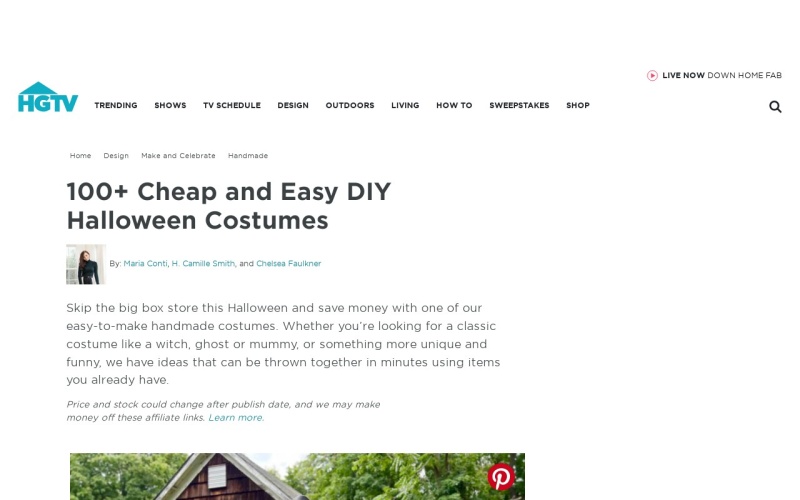 LIVE NOW DOWN HOME FAB
HGTV
TRENDING SHOWS TV SCHEDULE DESIGN OUTDOORS LIVING HOW TO SWEEPSTAKES SHOP
Home Design Make and Celebrate Handmade
100+ Cheap and Easy DIY
Halloween Costumes
By: Maria Conti, H. Camille Smith, and Chelsea Faulkner
Skip the big box store this Halloween and save money with one of our
easy-to-make handmade costumes. Whether you’re looking for a classic
costume like a witch, ghost or mummy, or something more unique and
funny, we have ideas that can be thrown together in minutes using items
you already have.
Price and stock could change after publish date, and we may make
money off these affiliate links. Learn more.